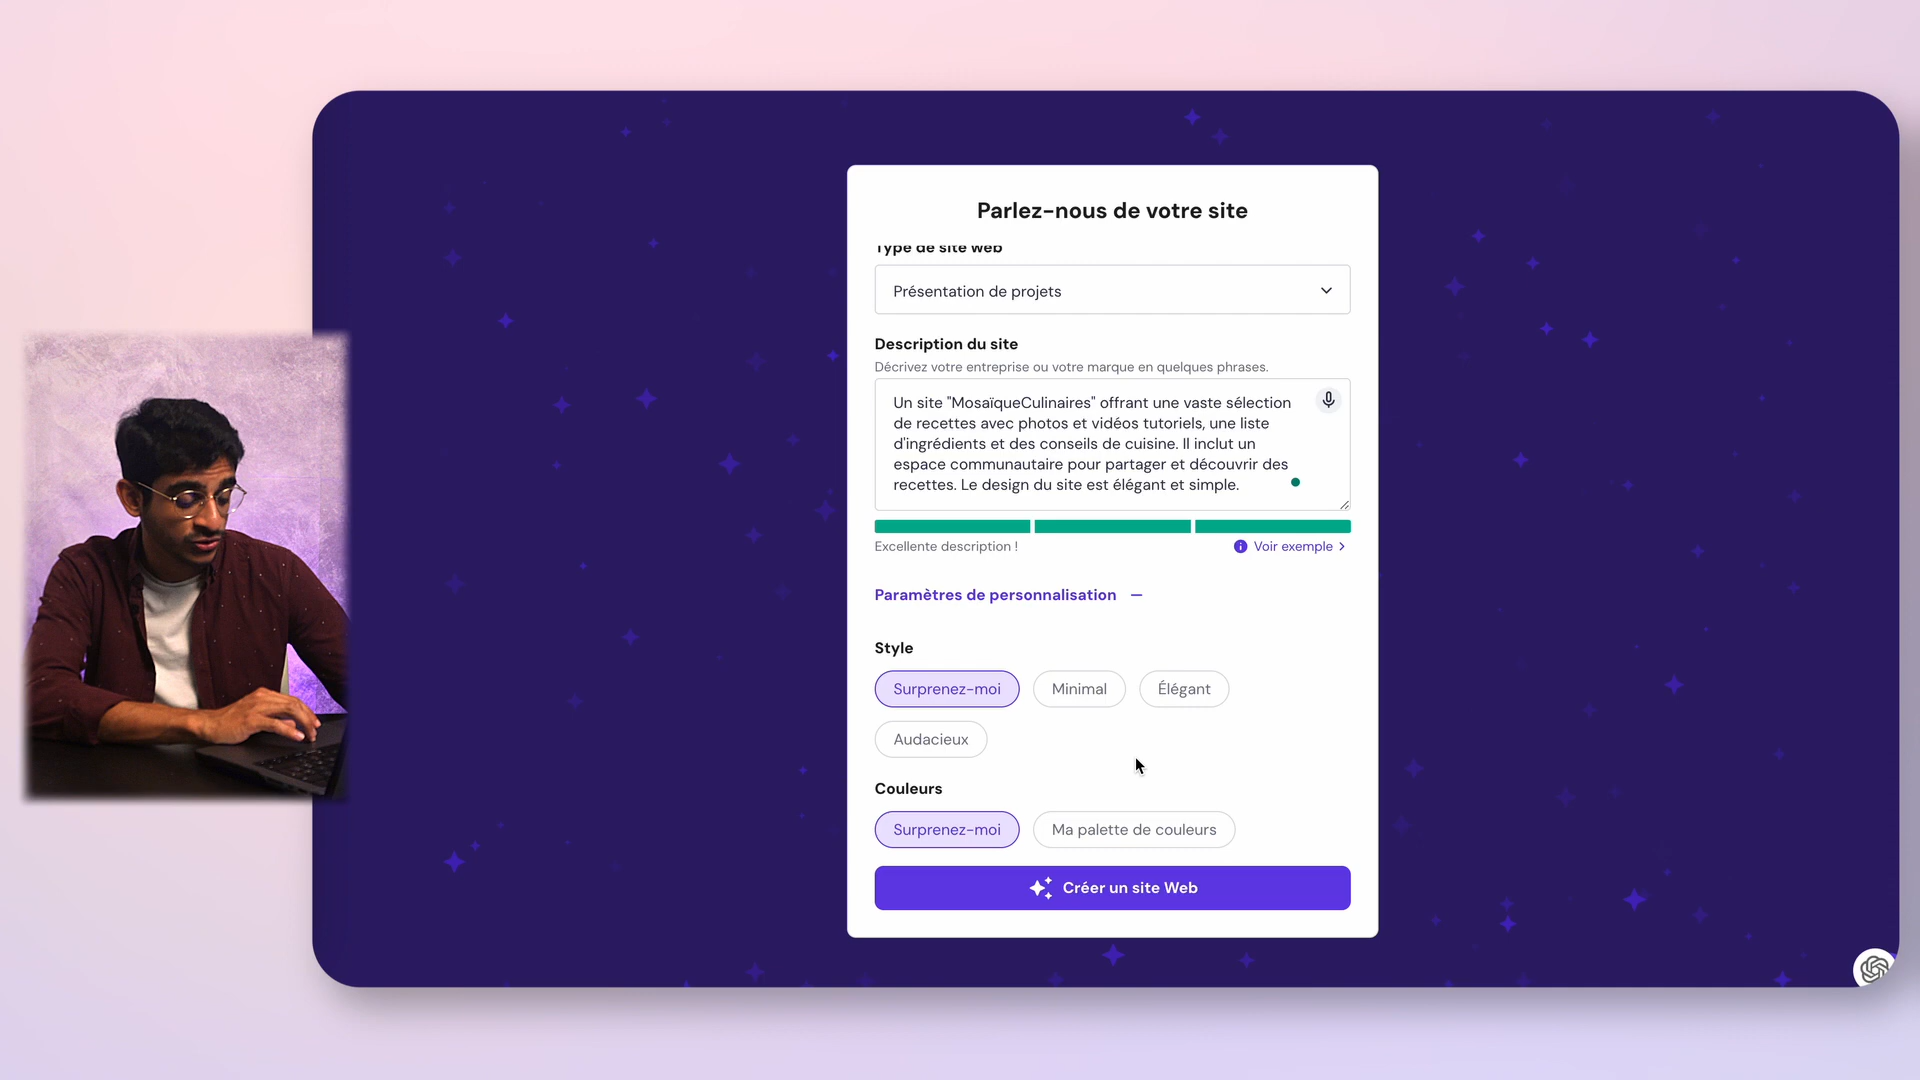 Parlez-nous de votre site
Type de site web
Présentation de projets
Description du site
Décrivez votre entreprise ou votre marque en quelques phrases.
Un site "MosaïqueCulinaires" offrant une vaste sélection
de recettes avec photos et vidéos tutoriels, une liste
d'ingrédients et des conseils de cuisine. Il inclut un
espace communautaire pour partager et découvrir des
recettes. Le design du site est élégant et simple.
Excellente description !
Voir exemple
Paramètres de personnalisation
Style
Surprenez-moi
Minimal
Élégant
Audacieux
Couleurs
Surprenez-moi
Ma palette de couleurs
Créer un site Web